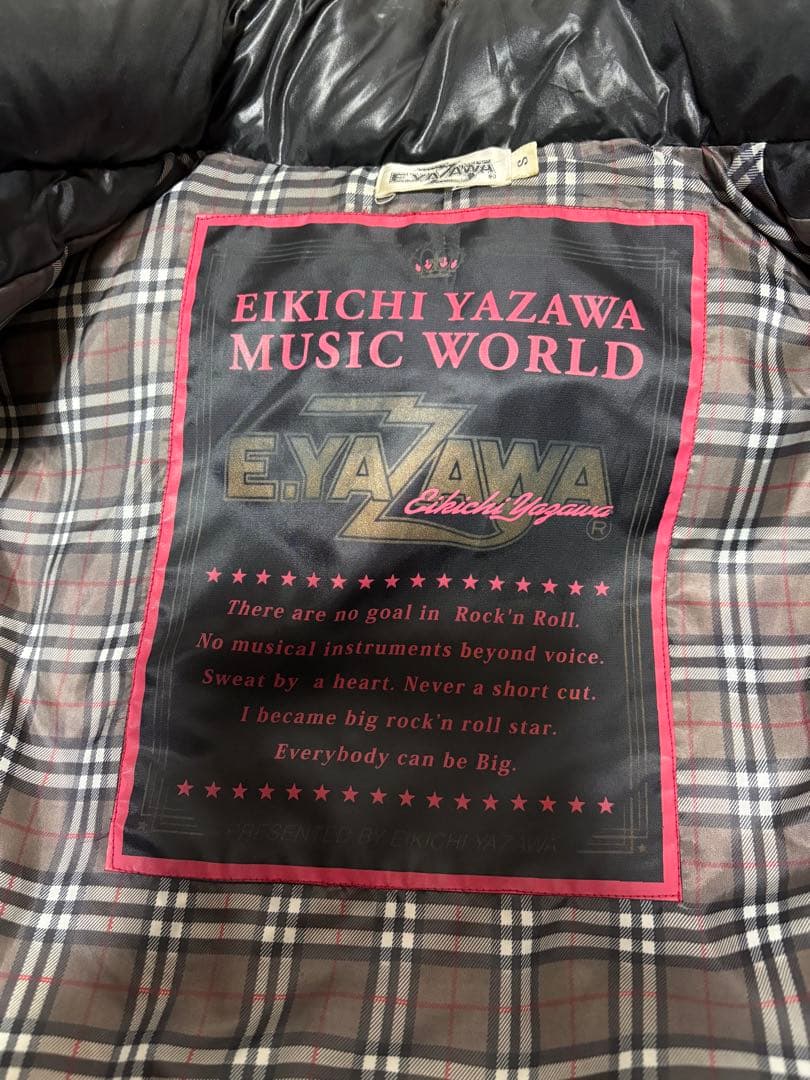 E.YAZAWA
S
EIKICHI YAZAWA
MUSIC WORLD
E.YAZAWA
Eikichi Yazawa
®
There are no goal in Rock'n Roll.
No musical instruments beyond voice.
Sweat by a heart. Never a short cut.
I became big rock'n roll star.
Everybody can be Big.
PRESENTED BY EIKICHI YAZAWA